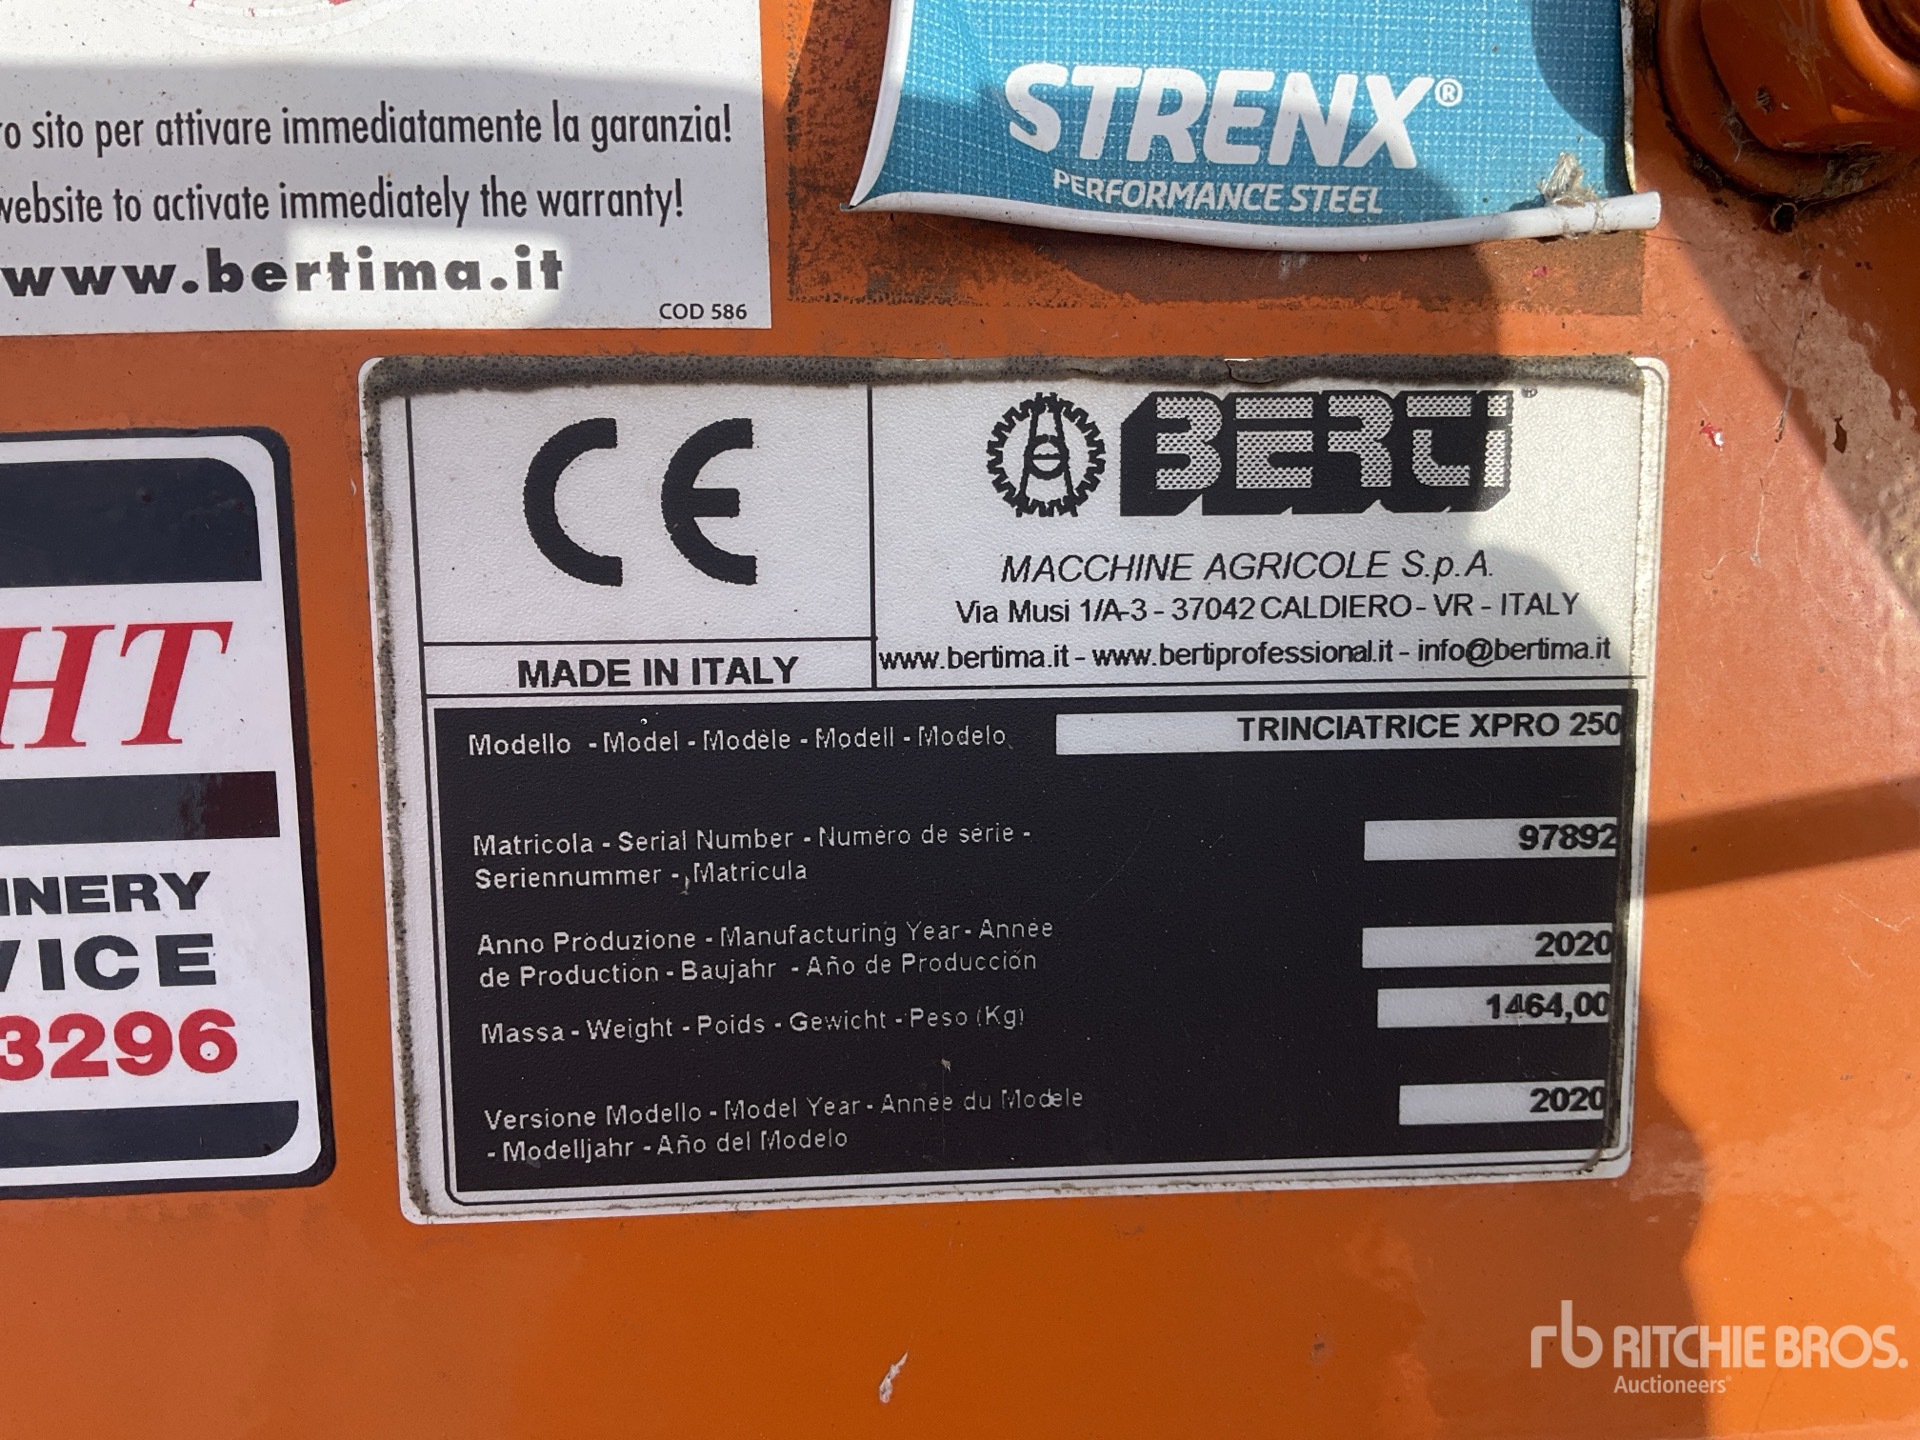 ro sito per attivare immediatamente la garanzia!
website to activate immediately the warranty!
www.bertima.it
COD 586
STRENX®
PERFORMANCE STEEL
HT
INERY
VICE
3296
CE
MADE IN ITALY
BERTI®
MACCHINE AGRICOLE S.p.A.
Via Musi 1/A-3 - 37042 CALDIERO - VR - ITALY
www.bertima.it - www.bertiprofessional.it - info@bertima.it
Modello - Model - Modèle - Modell - Modelo TRINCIATRICE XPRO 250
Matricola - Serial Number - Numéro de série - 97892
Seriennummer - Matricula
Anno Produzione - Manufacturing Year - Année 2020
de Production - Baujahr - Año de Producción
Massa - Weight - Poids - Gewicht - Peso (Kg) 1464,00
Versione Modello - Model Year - Année du Modèle 2020
- Modelljahr - Año del Modelo
rb RITCHIE BROS.
Auctioneers